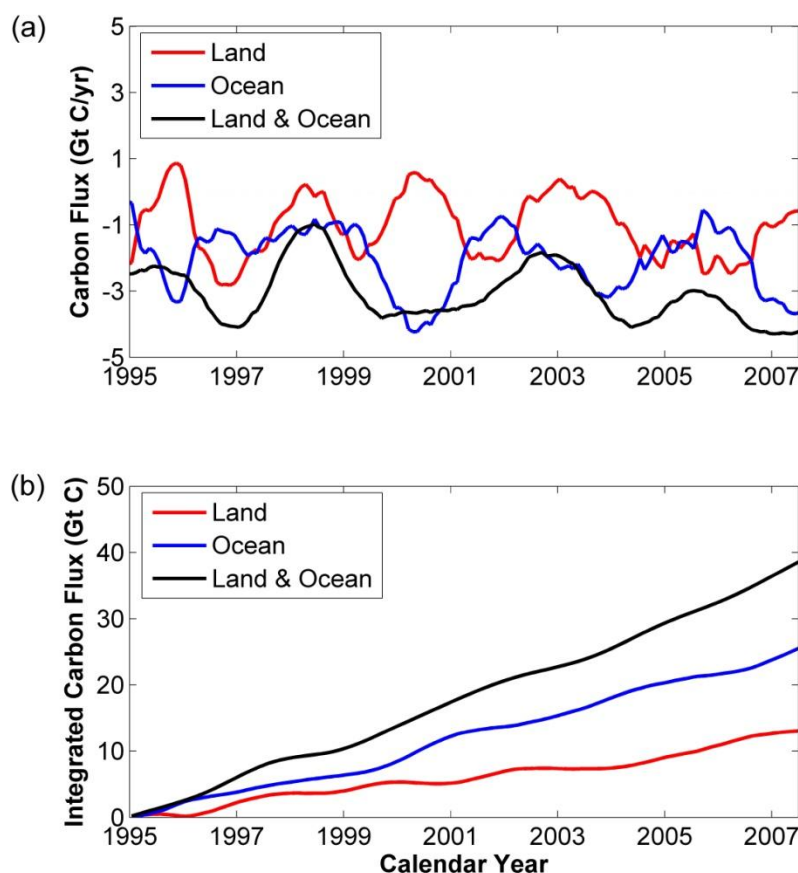 (a)
Carbon Flux (Gt C/yr)
5
3
1
-1
-3
-5
Land
Ocean
Land & Ocean
1995 1997 1999 2001 2003 2005 2007
(b)
Integrated Carbon Flux (Gt C)
50
40
30
20
10
0
Land
Ocean
Land & Ocean
1995 1997 1999 2001 2003 2005 2007
Calendar Year